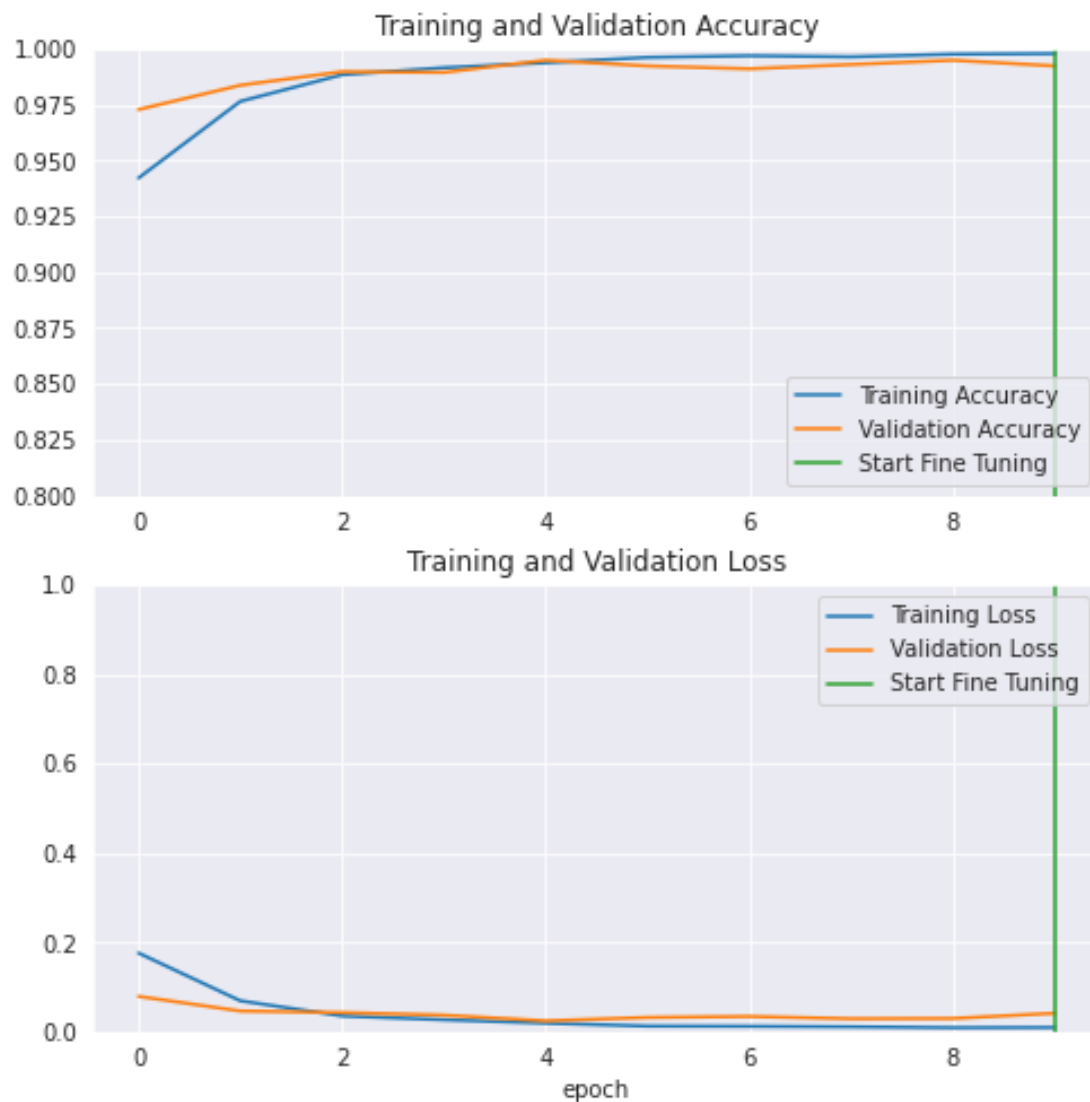 Training and Validation Accuracy
1.000
0.975
0.950
0.925
0.900
0.875
0.850
0.825
0.800
Training Accuracy
Validation Accuracy
Start Fine Tuning
0 2 4 6 8
Training and Validation Loss
1.0
0.8
0.6
0.4
0.2
0.0
Training Loss
Validation Loss
Start Fine Tuning
0 2 4 6 8
epoch